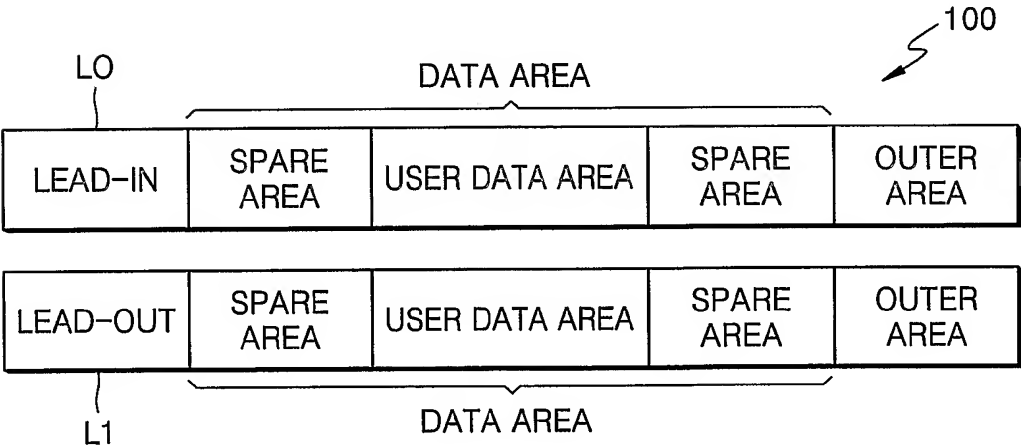 100
L0
DATA AREA
LEAD-IN
SPARE
AREA
USER DATA AREA
SPARE
AREA
OUTER
AREA
LEAD-OUT
SPARE
AREA
USER DATA AREA
SPARE
AREA
OUTER
AREA
L1
DATA AREA